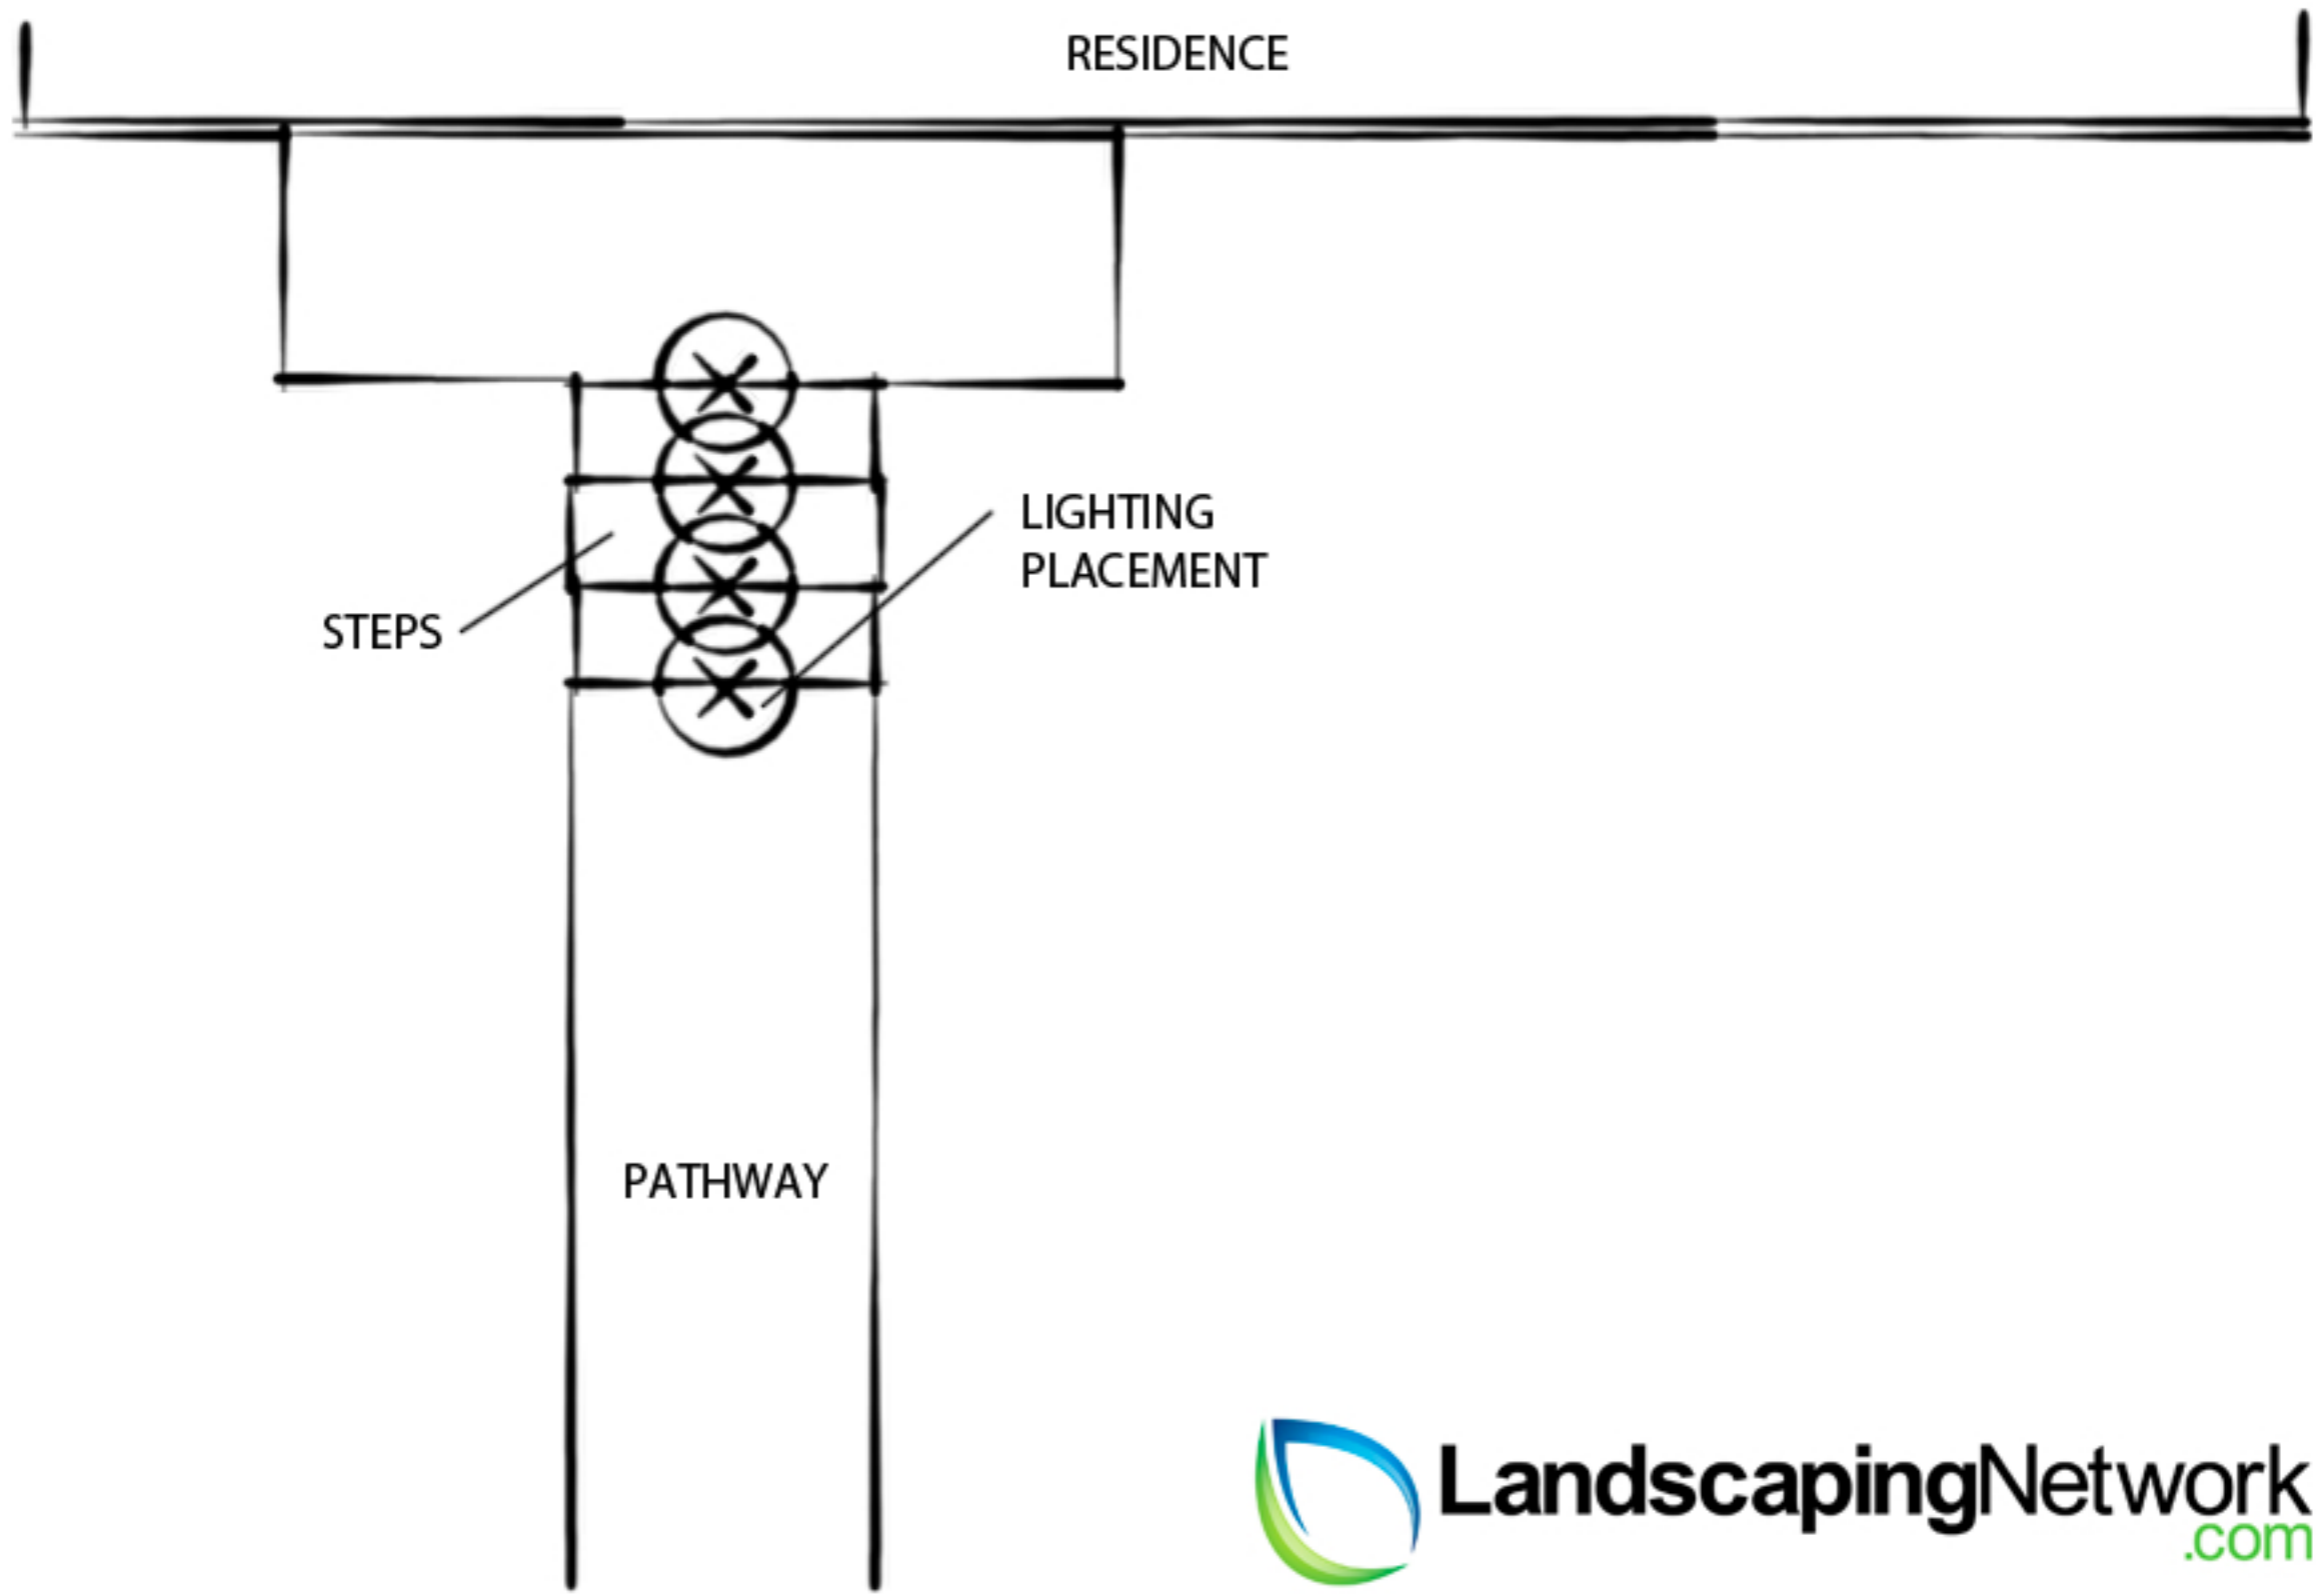 RESIDENCE
LIGHTING
PLACEMENT
STEPS
PATHWAY
LandscapingNetwork
.com